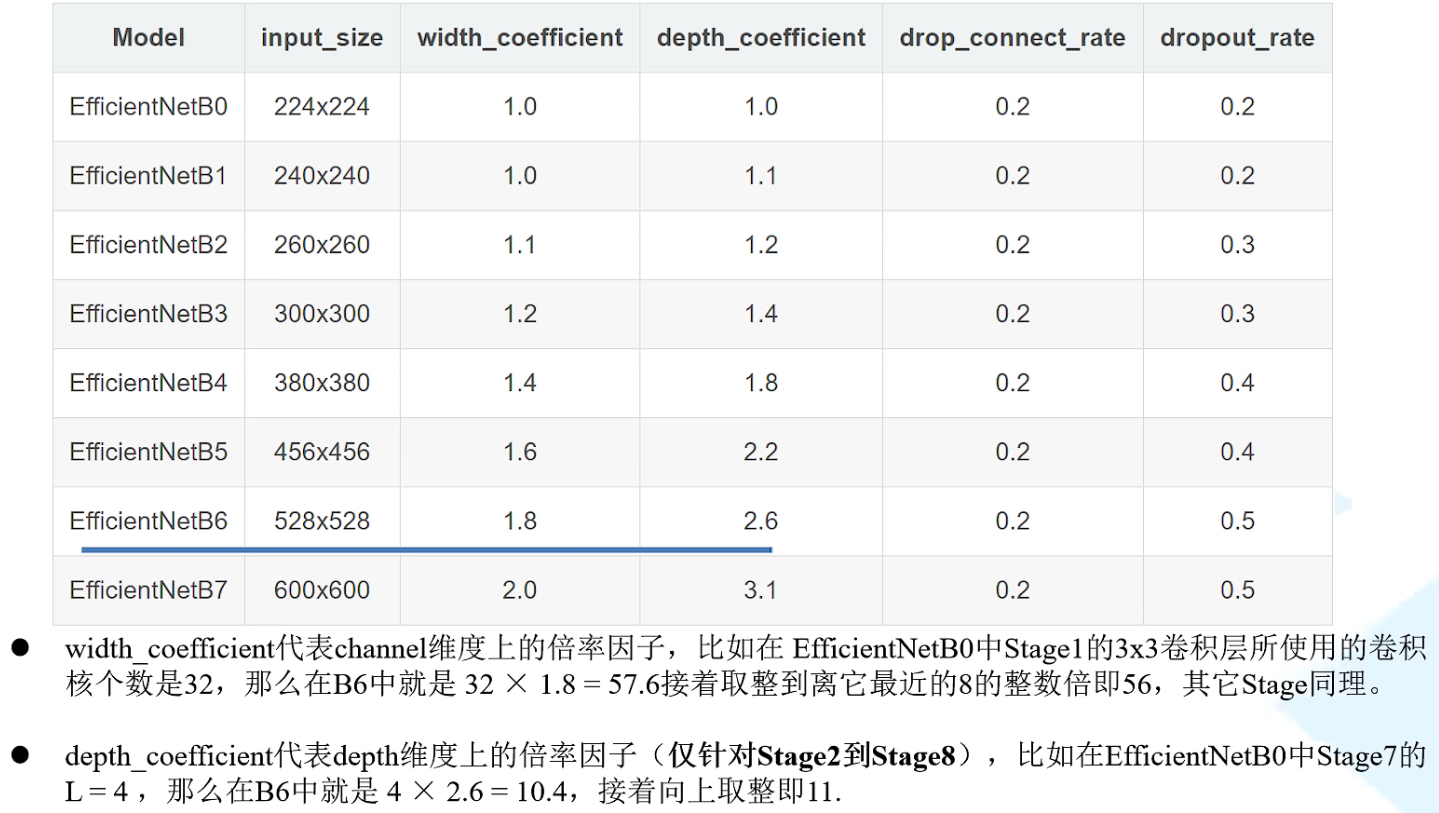 Model input_size width_coefficient depth_coefficient drop_connect_rate dropout_rate
EfficientNetB0 224x224 1.0 1.0 0.2 0.2
EfficientNetB1 240x240 1.0 1.1 0.2 0.2
EfficientNetB2 260x260 1.1 1.2 0.2 0.3
EfficientNetB3 300x300 1.2 1.4 0.2 0.3
EfficientNetB4 380x380 1.4 1.8 0.2 0.4
EfficientNetB5 456x456 1.6 2.2 0.2 0.4
EfficientNetB6 528x528 1.8 2.6 0.2 0.5
EfficientNetB7 600x600 2.0 3.1 0.2 0.5
● width_coefficient代表channel维度上的倍率因子，比如在 EfficientNetB0中Stage1的3x3卷积层所使用的卷积
核个数是32，那么在B6中就是 32 × 1.8 = 57.6接着取整到离它最近的8的整数倍即56，其它Stage同理。
● depth_coefficient代表depth维度上的倍率因子（仅针对Stage2到Stage8），比如在EfficientNetB0中Stage7的
L = 4 ，那么在B6中就是 4 × 2.6 = 10.4，接着向上取整即11.